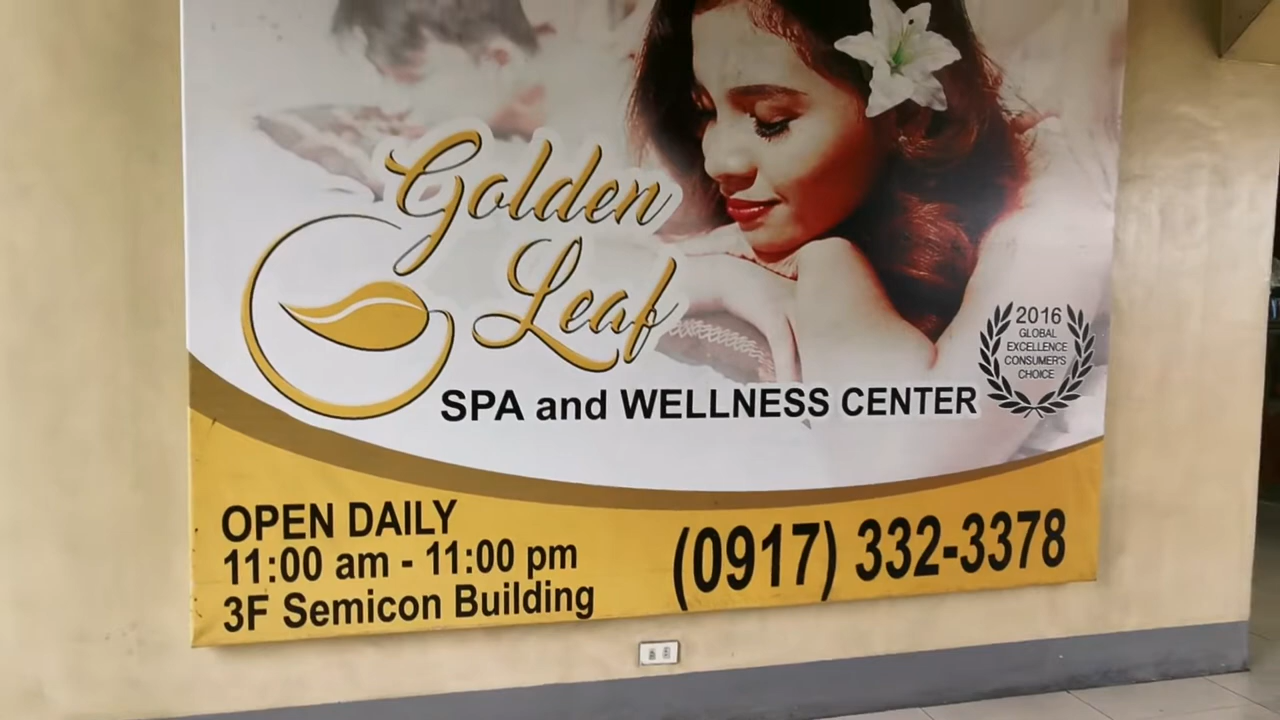 Golden
Leaf
SPA and WELLNESS CENTER
2016
GLOBAL
EXCELLENCE
CONSUMER'S
CHOICE
OPEN DAILY
11:00 am - 11:00 pm
3F Semicon Building
(0917) 332-3378